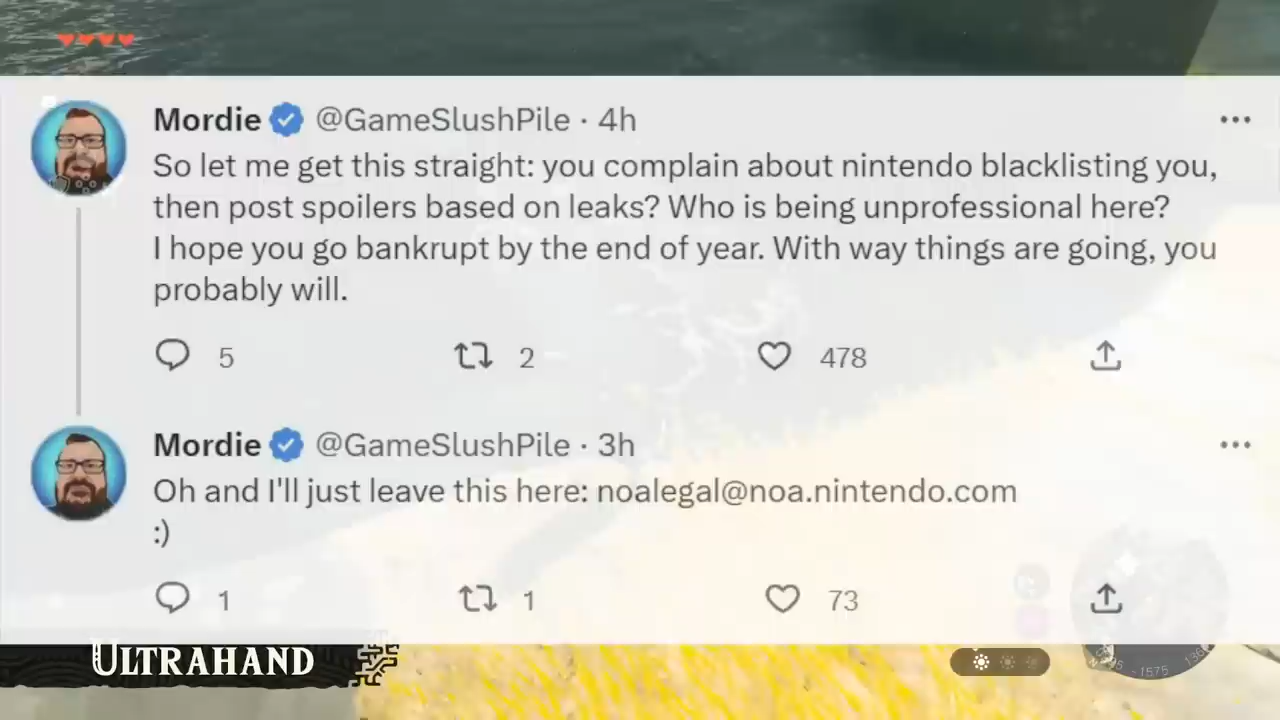 Mordie @GameSlushPile · 4h
So let me get this straight: you complain about nintendo blacklisting you,
then post spoilers based on leaks? Who is being unprofessional here?
I hope you go bankrupt by the end of year. With way things are going, you
probably will.
5 2 478
Mordie @GameSlushPile · 3h
Oh and I'll just leave this here: noalegal@noa.nintendo.com
:)
1 1 73
ULTRAHAND
-1575